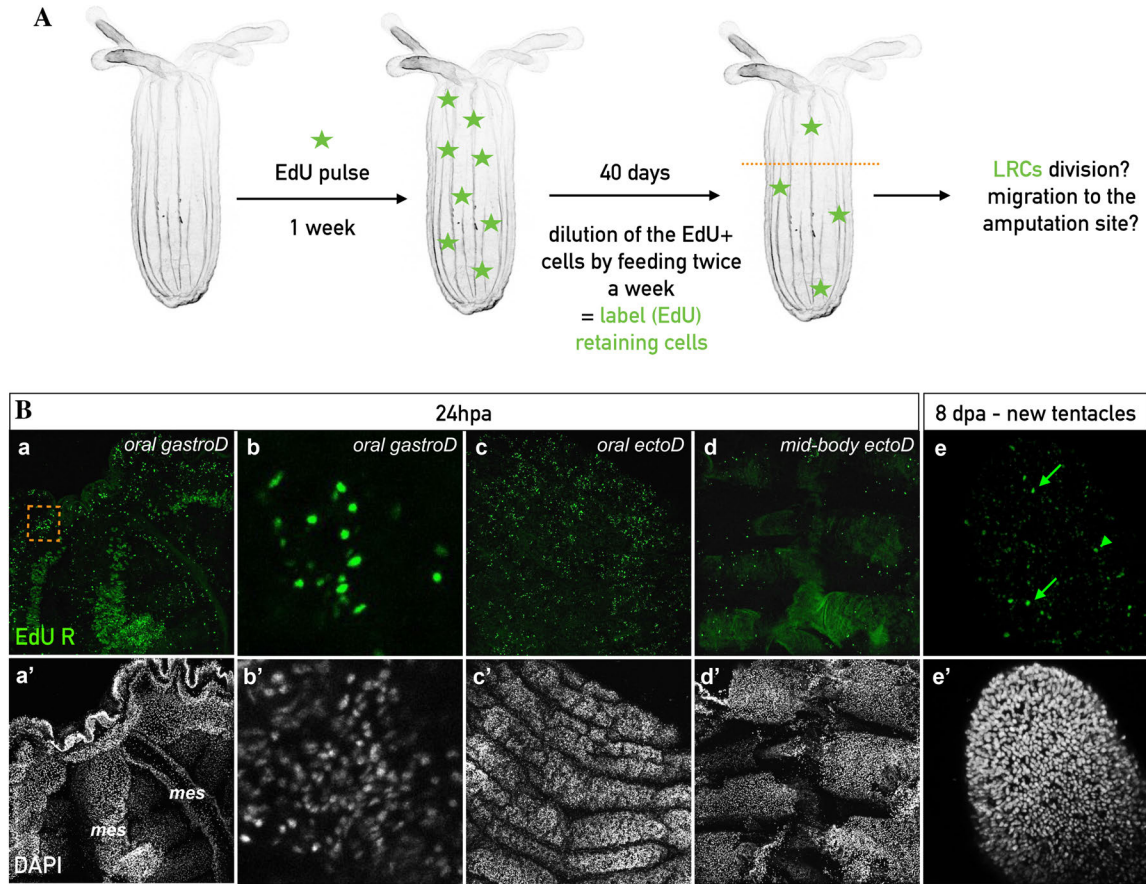 A
EdU pulse
1 week
40 days
dilution of the EdU+
cells by feeding twice
a week
= label (EdU)
retaining cells
LRCs division?
migration to the
amputation site?
B
24hpa
8 dpa - new tentacles
a
oral gastroD
b
oral gastroD
c
oral ectoD
d
mid-body ectoD
e
EdU R
a'
mes
mes
DAPI
b'
c'
d'
e'